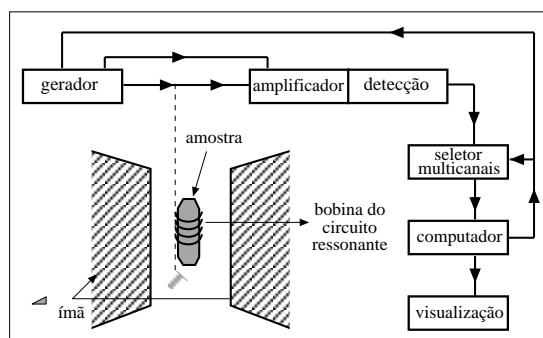 gerador
amplificador
detecção
amostra
seletor
multicanais
bobina do
circuito
ressonante
computador
ímã
visualização